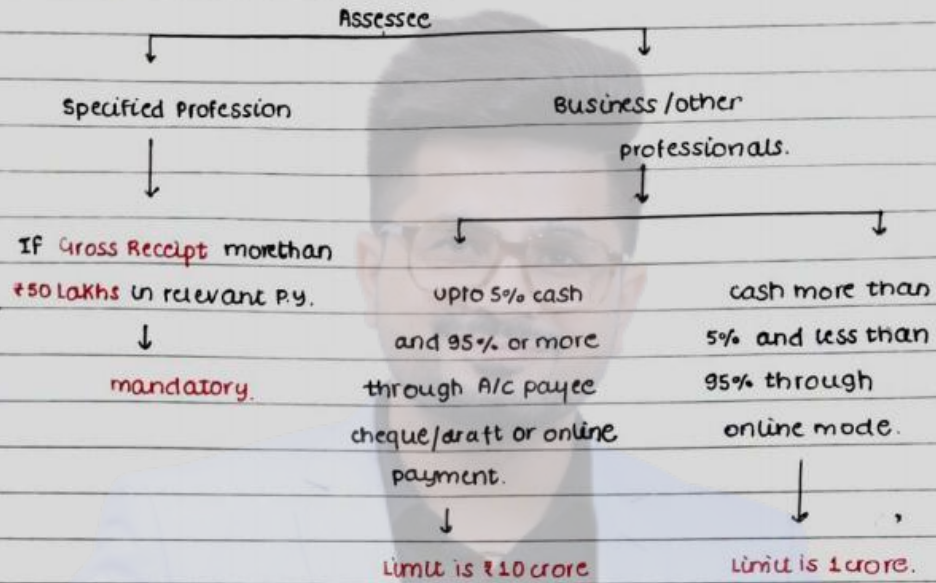 Assessee
Specified Profession
Business/other
professionals.
If Gross Receipt morethan
₹50 Lakhs in relevant P.y.
mandatory.
upto 5% cash
and 95% or more
through A/C payee
cheque/draft or online
payment.
Limit is ₹10 crore
cash more than
5% and less than
95% through
online mode.
Limit is 1 crore.